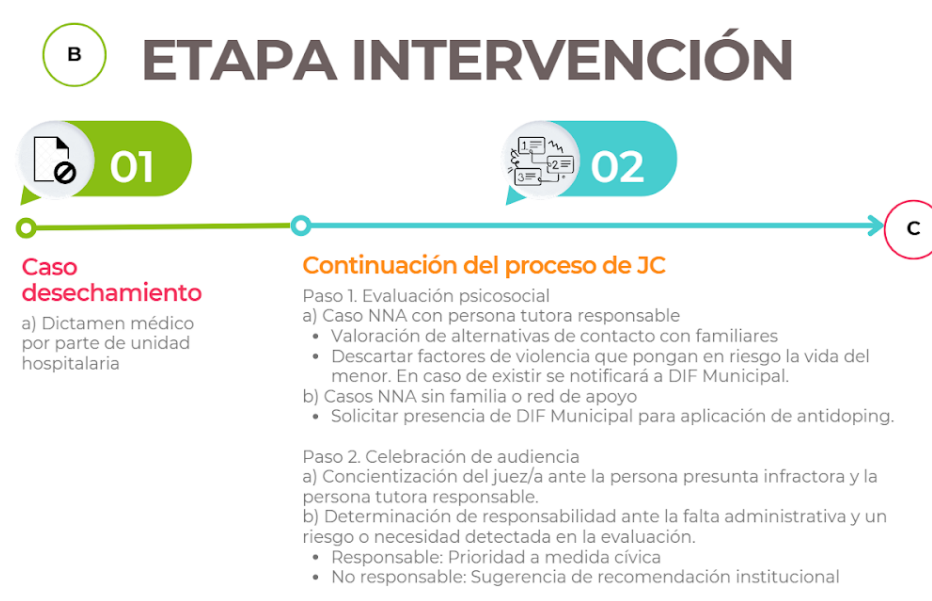 B
ETAPA INTERVENCIÓN
01
1
2
3
02
C
Caso
desechamiento
a) Dictamen médico
por parte de unidad
hospitalaria
Continuación del proceso de JC
Paso 1. Evaluación psicosocial
a) Caso NNA con persona tutora responsable
• Valoración de alternativas de contacto con familiares
• Descartar factores de violencia que pongan en riesgo la vida del
menor. En caso de existir se notificará a DIF Municipal.
b) Casos NNA sin familia o red de apoyo
• Solicitar presencia de DIF Municipal para aplicación de antidoping.
Paso 2. Celebración de audiencia
a) Concientización del juez/a ante la persona presunta infractora y la
persona tutora responsable.
b) Determinación de responsabilidad ante la falta administrativa y un
riesgo o necesidad detectada en la evaluación.
• Responsable: Prioridad a medida cívica
• No responsable: Sugerencia de recomendación institucional